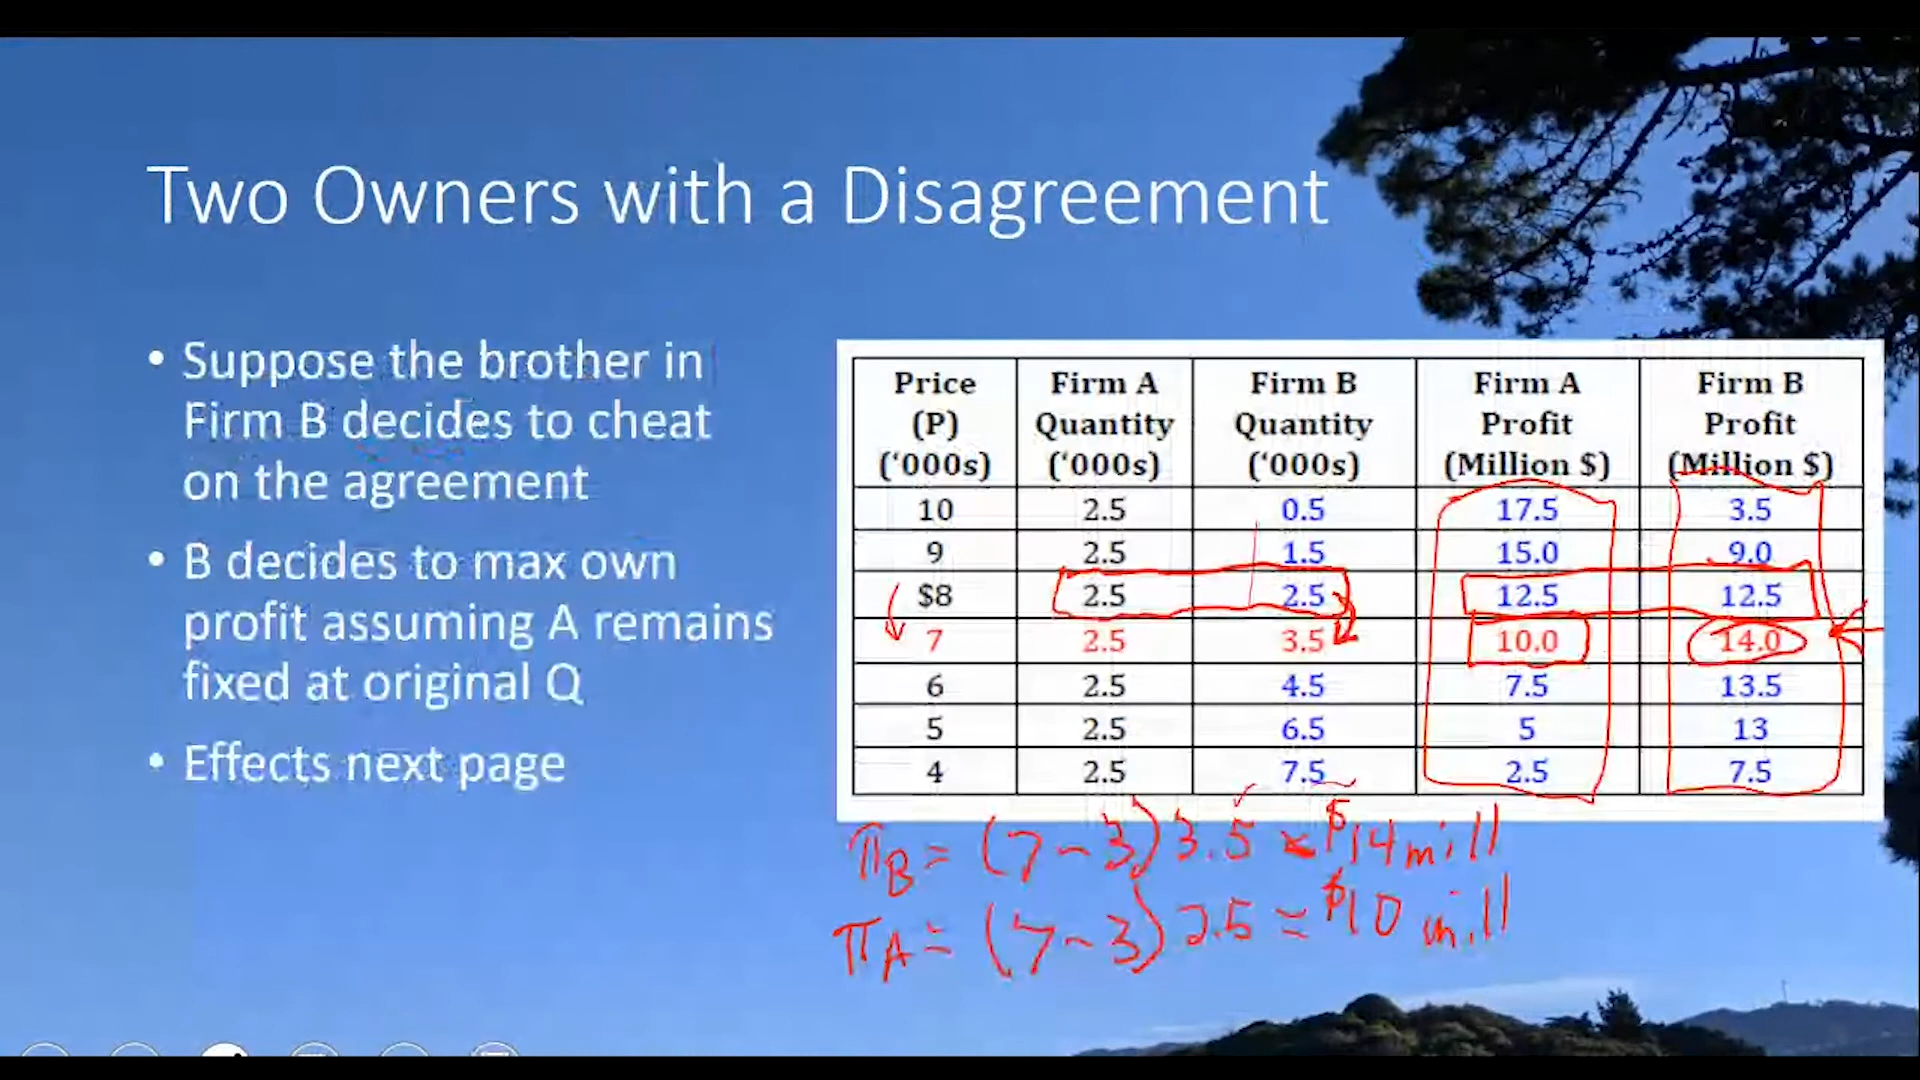 Two Owners with a Disagreement
• Suppose the brother in
Firm B decides to cheat
on the agreement
• B decides to max own
profit assuming A remains
fixed at original Q
• Effects next page
Price (P) ('000s) Firm A Quantity ('000s) Firm B Quantity ('000s) Firm A Profit (Million $) Firm B Profit (Million $)
10 2.5 0.5 17.5 3.5
9 2.5 1.5 15.0 9.0
$8 2.5 2.5 12.5 12.5
7 2.5 3.5 10.0 14.0
6 2.5 4.5 7.5 13.5
5 2.5 6.5 5 13
4 2.5 7.5 2.5 7.5
πB = (7-3) 3.5 = $14 mill
πA = (7-3) 2.5 = $10 mill